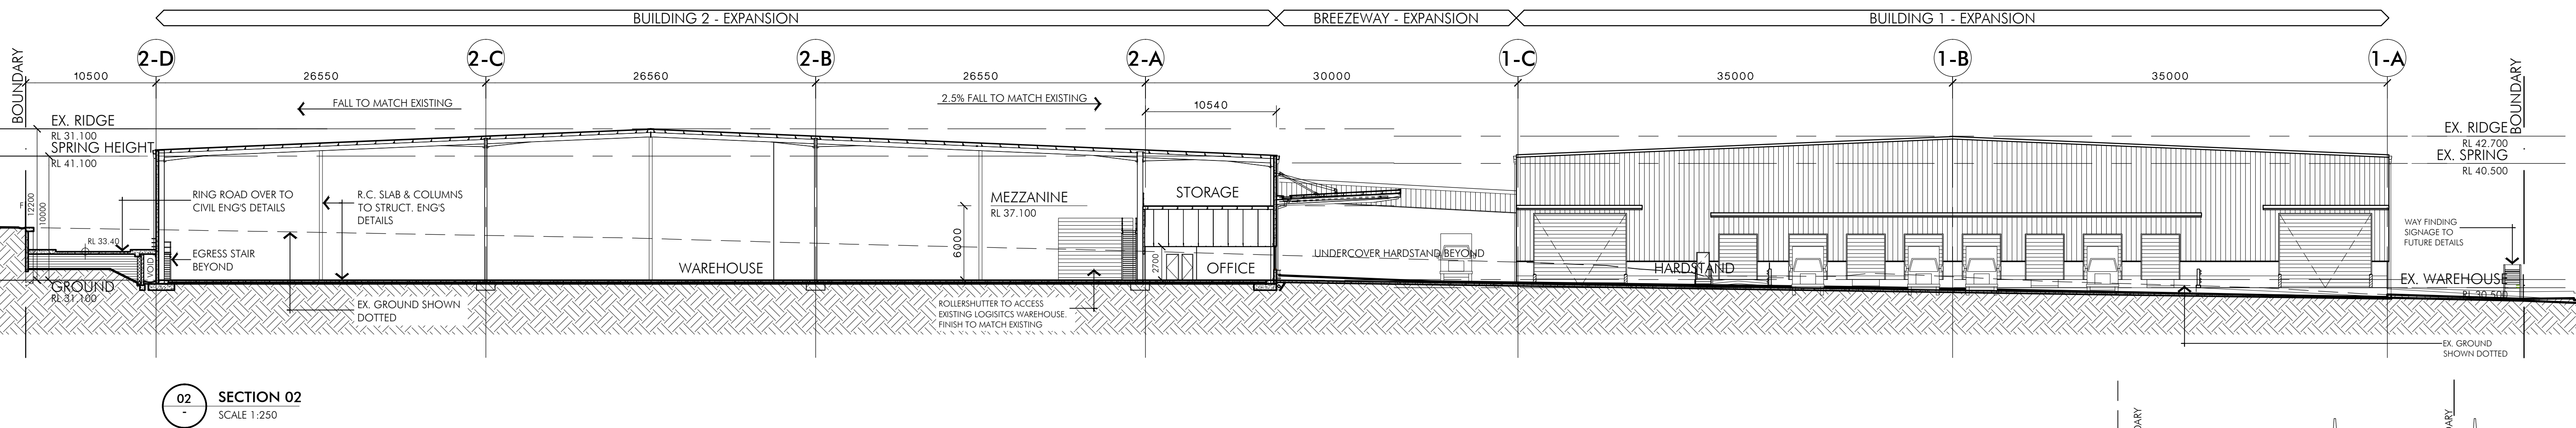 BUILDING 2 - EXPANSION
BREEZEWAY - EXPANSION
BUILDING 1 - EXPANSION
BOUNDARY
2-D
2-C
2-B
2-A
1-C
1-B
1-A
BOUNDARY
10500
26550
26560
26550
30000
35000
35000
FALL TO MATCH EXISTING
2.5% FALL TO MATCH EXISTING
10540
EX. RIDGE
RL 31.100
SPRING HEIGHT
RL 41.100
EX. RIDGE
RL 42.700
EX. SPRING
RL 40.500
12200
10000
RING ROAD OVER TO
CIVIL ENG'S DETAILS
R.C. SLAB & COLUMNS
TO STRUCT. ENG'S
DETAILS
MEZZANINE
RL 37.100
STORAGE
RL 33.40
EGRESS STAIR
BEYOND
VOID
WAREHOUSE
6000
2700
OFFICE
UNDERCOVER HARDSTAND BEYOND
HARDSTAND
WAY FINDING
SIGNAGE TO
FUTURE DETAILS
GROUND
RL 31.100
EX. WAREHOUSE
RL 30.500
EX. GROUND SHOWN
DOTTED
ROLLERSHUTTER TO ACCESS
EXISTING LOGISITCS WAREHOUSE.
FINISH TO MATCH EXISTING
EX. GROUND
SHOWN DOTTED
02
-
SECTION 02
SCALE 1:250
DARY
DARY